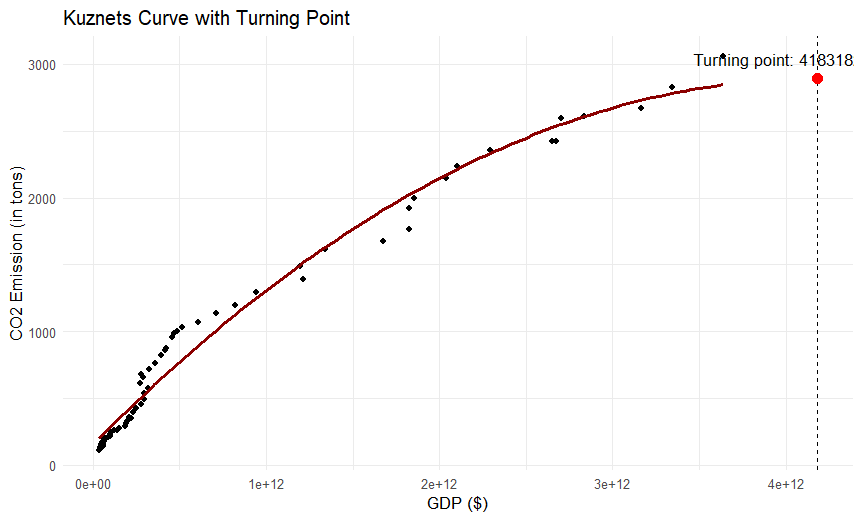 Kuznets Curve with Turning Point
Turning point: 418318
3000
2000
1000
0
CO2 Emission (in tons)
0e+00 1e+12 2e+12 3e+12 4e+12
GDP ($)